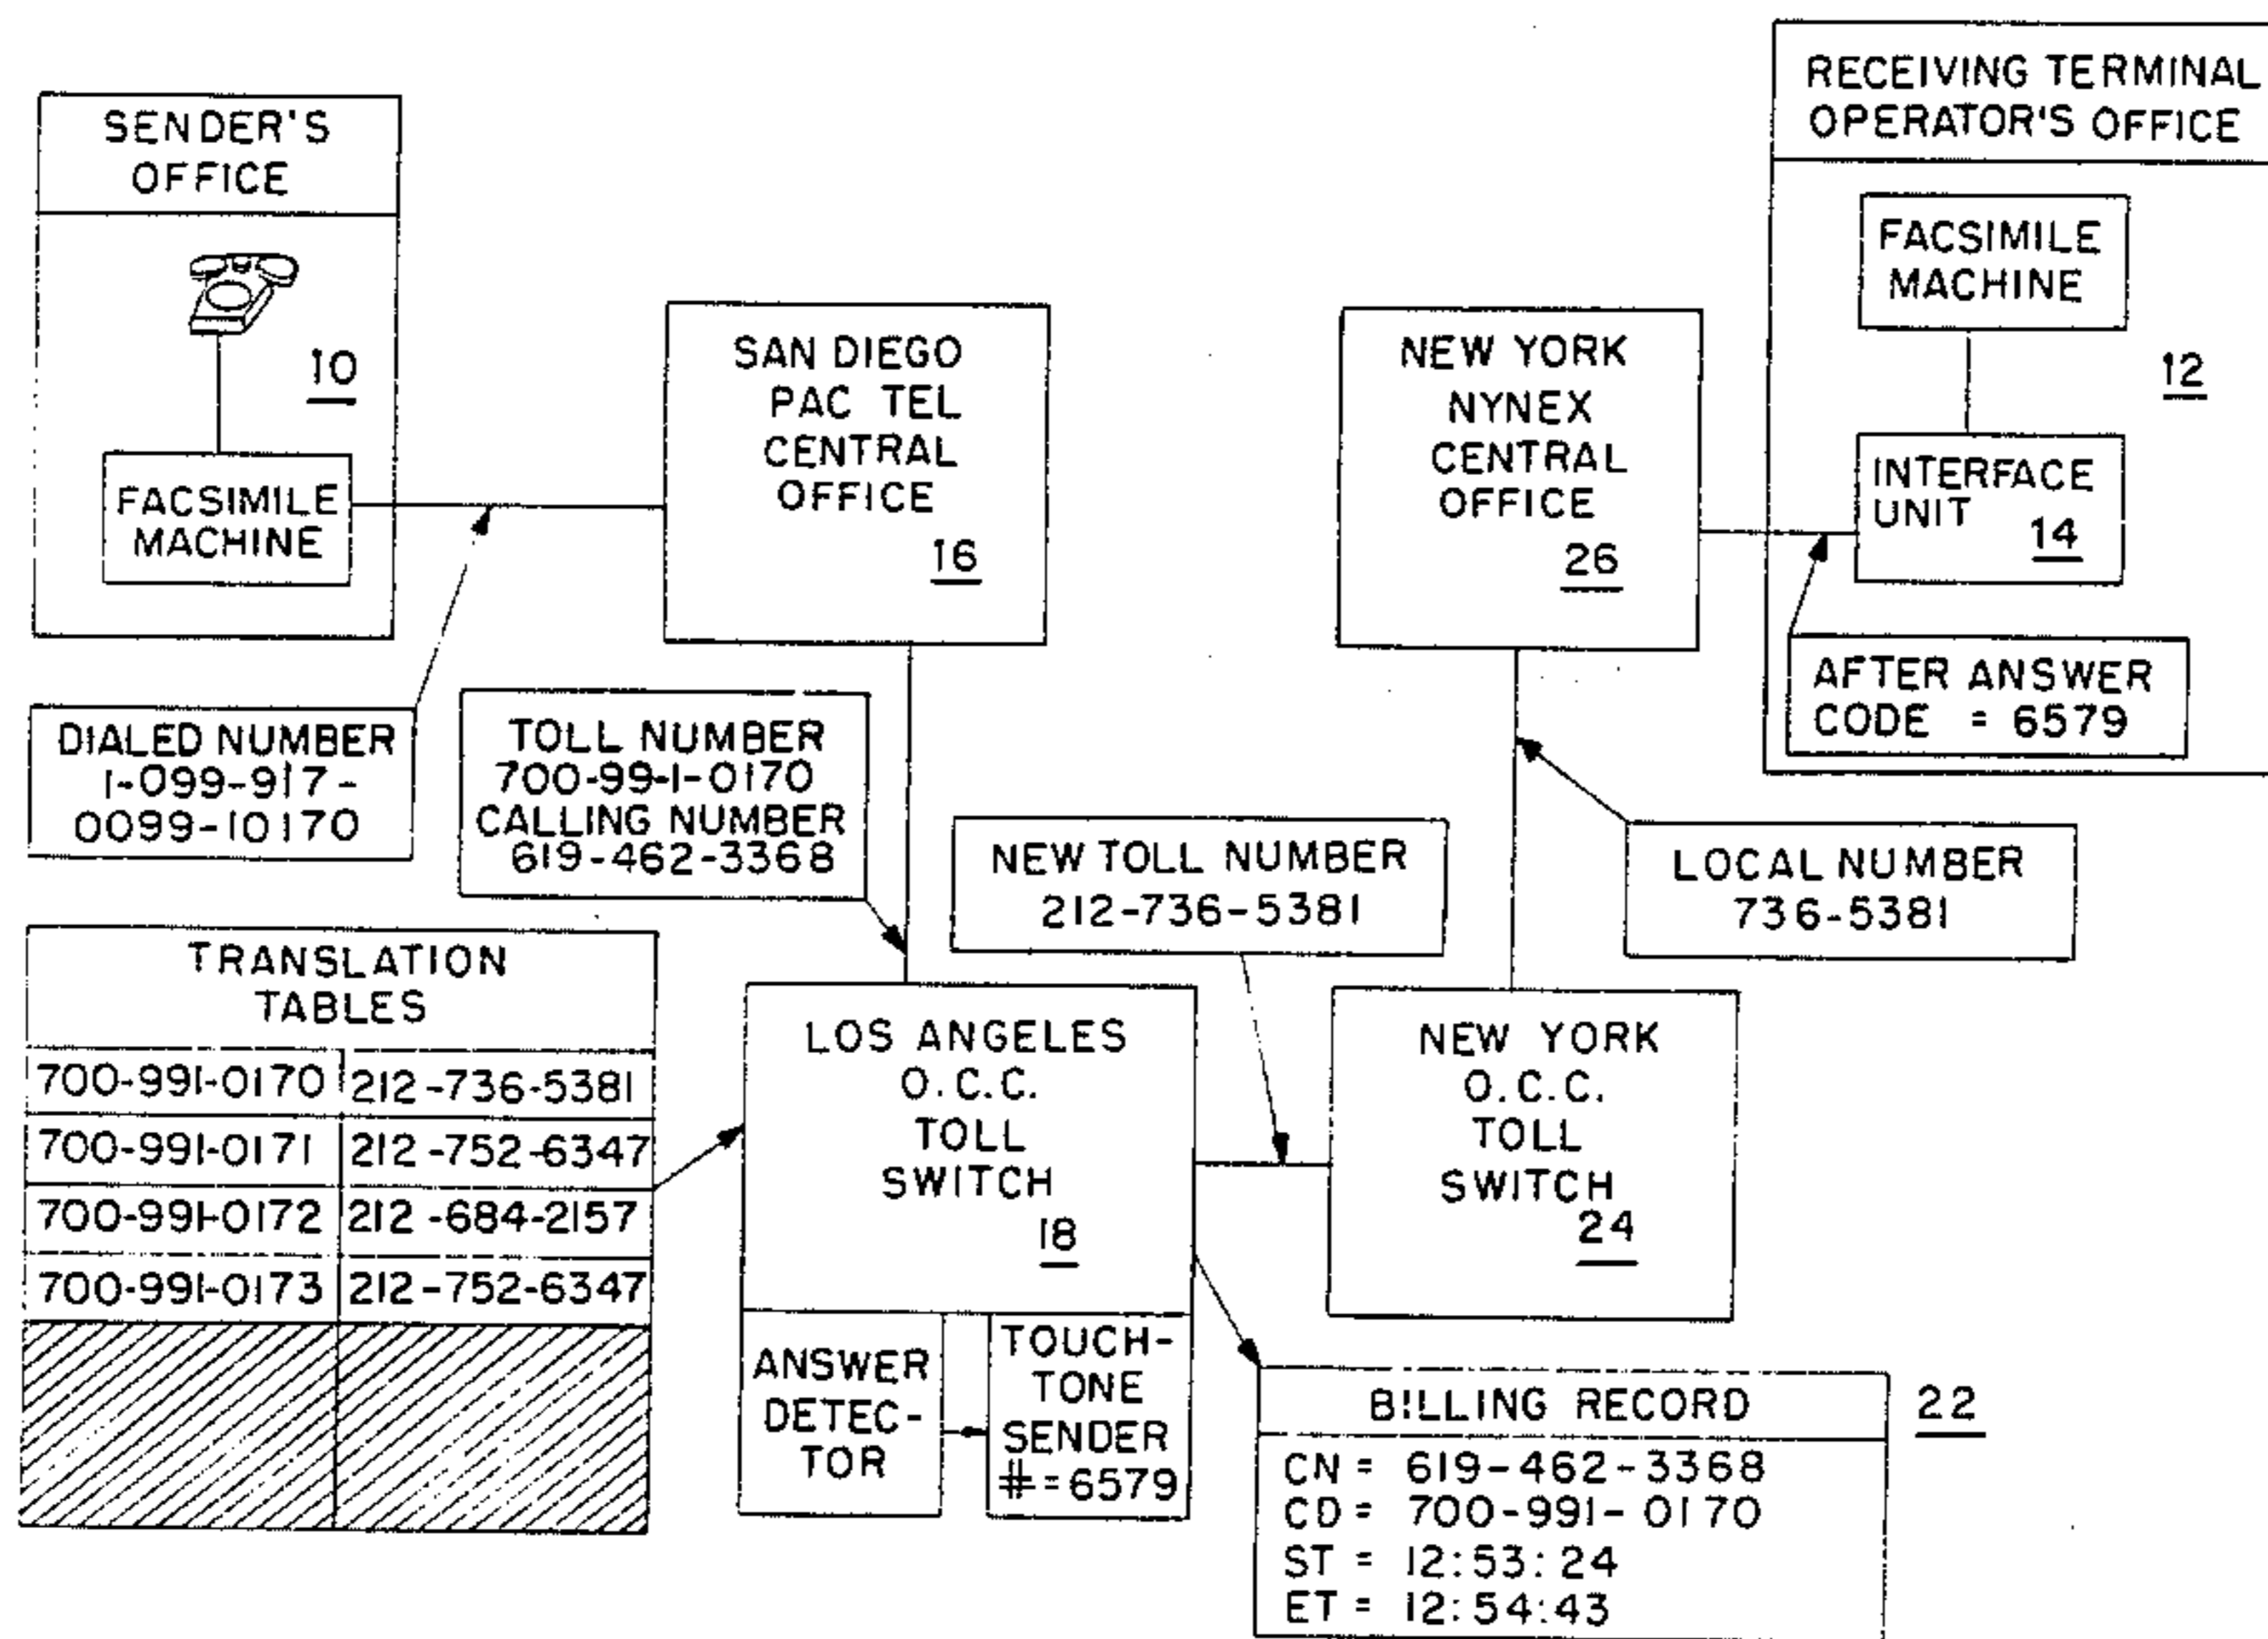 SENDER'S
OFFICE
10
FACSIMILE
MACHINE
SAN DIEGO
PAC TEL
CENTRAL
OFFICE
16
NEW YORK
NYNEX
CENTRAL
OFFICE
26
RECEIVING TERMINAL
OPERATOR'S OFFICE
FACSIMILE
MACHINE
12
INTERFACE
UNIT
14
AFTER ANSWER
CODE = 6579
DIALED NUMBER
1-099-917-
0099-10170
TOLL NUMBER
700-99-1-0170
CALLING NUMBER
619-462-3368
NEW TOLL NUMBER
212-736-5381
LOCAL NUMBER
736-5381
TRANSLATION
TABLES
700-991-0170 212-736-5381
700-991-0171 212-752-6347
700-991-0172 212-684-2157
700-991-0173 212-752-6347
LOS ANGELES
O.C.C.
TOLL
SWITCH
18
ANSWER
DETEC-
TOR
TOUCH-
TONE
SENDER
#=6579
NEW YORK
O.C.C.
TOLL
SWITCH
24
BILLING RECORD
22
CN = 619-462-3368
CD = 700-991-0170
ST = 12:53:24
ET = 12:54:43